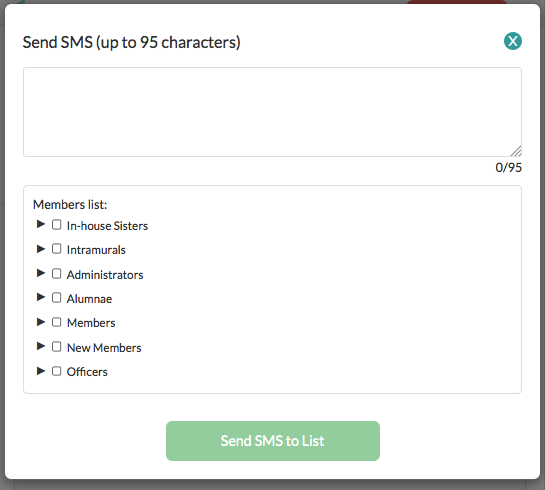 Send SMS (up to 95 characters)
X
0/95
Members list:
In-house Sisters
Intramurals
Administrators
Alumnae
Members
New Members
Officers
Send SMS to List